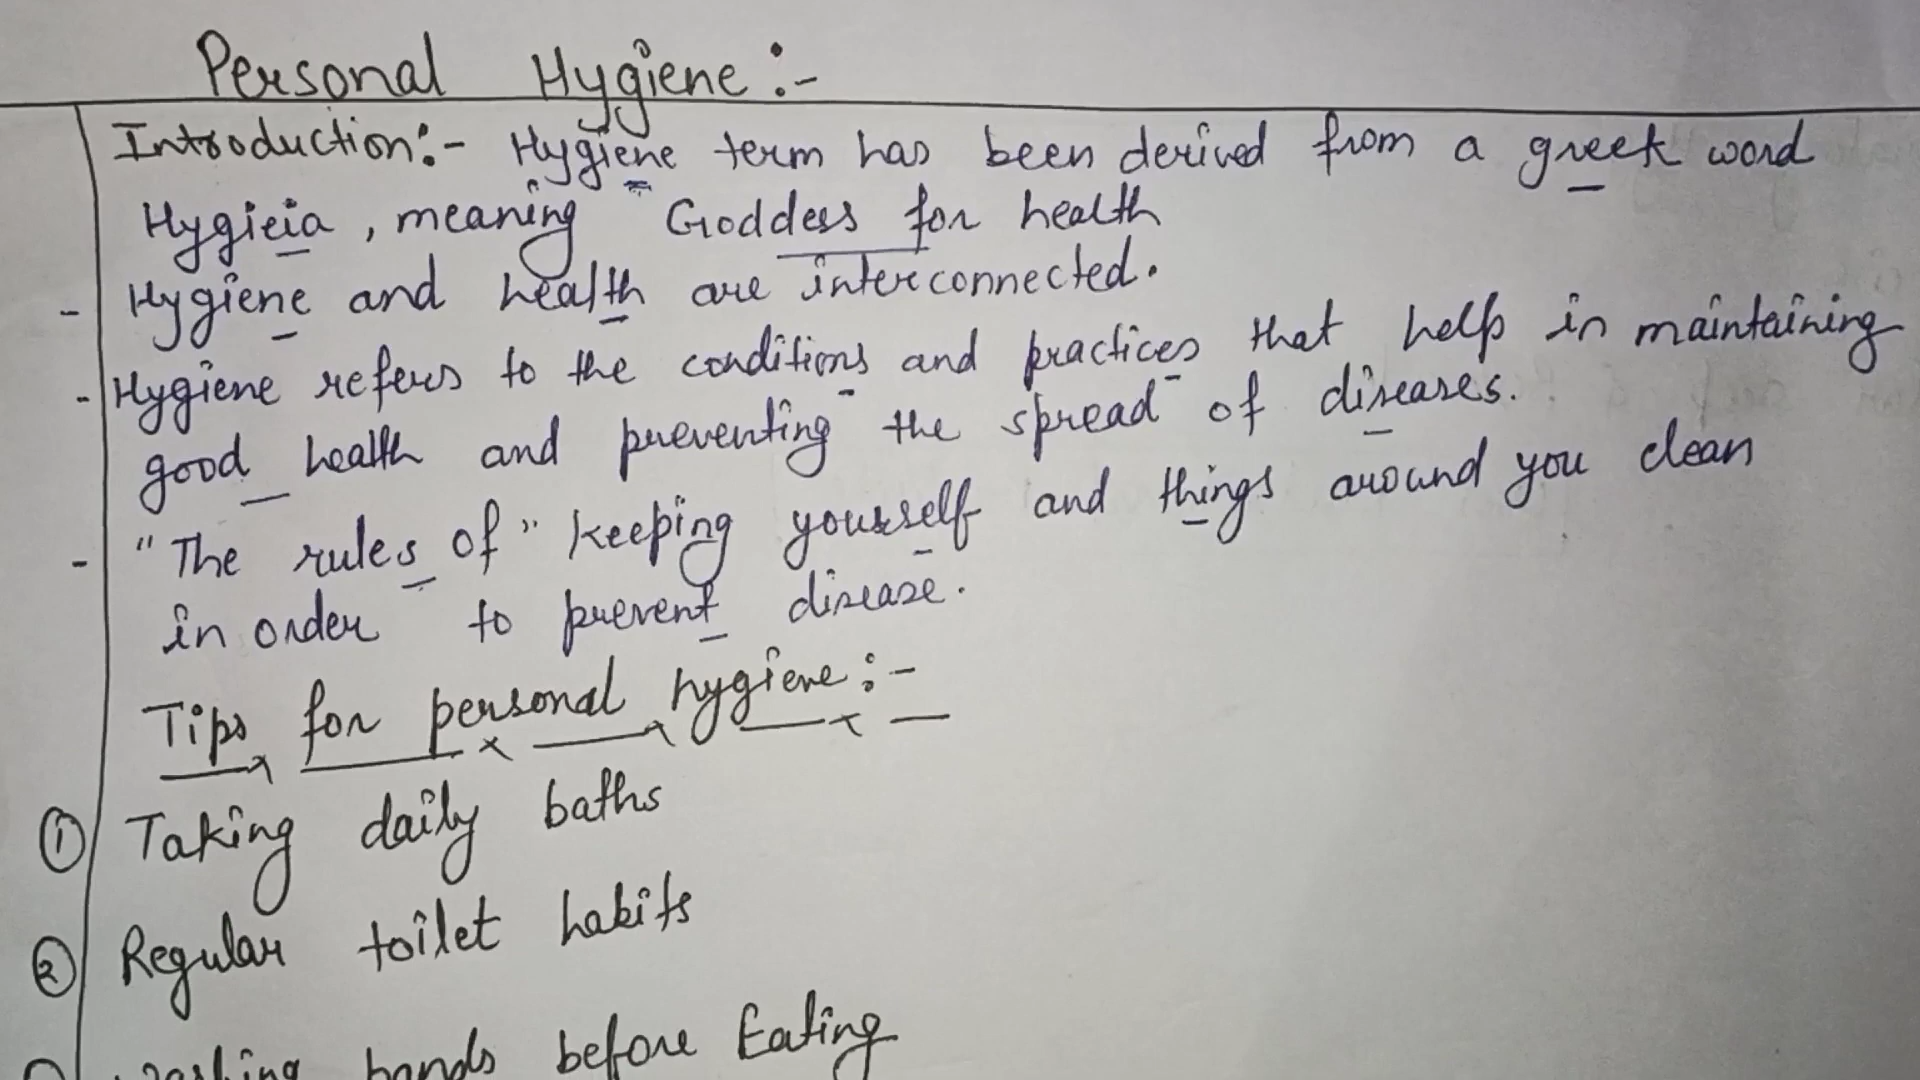 Personal Hygiene :-
Introduction:- Hygiene term has been derived from a greek word
Hygieia, meaning " Goddess for health
- Hygiene and health are interconnected.
- Hygiene refers to the conditions and practices that help in maintaining
good health and preventing the spread of diseases.
- "The rules of" keeping yourself and things around you clean
in order to prevent disease.
Tips for personal hygiene :-
① Taking daily baths
② Regular toilet habits
washing hands before Eating